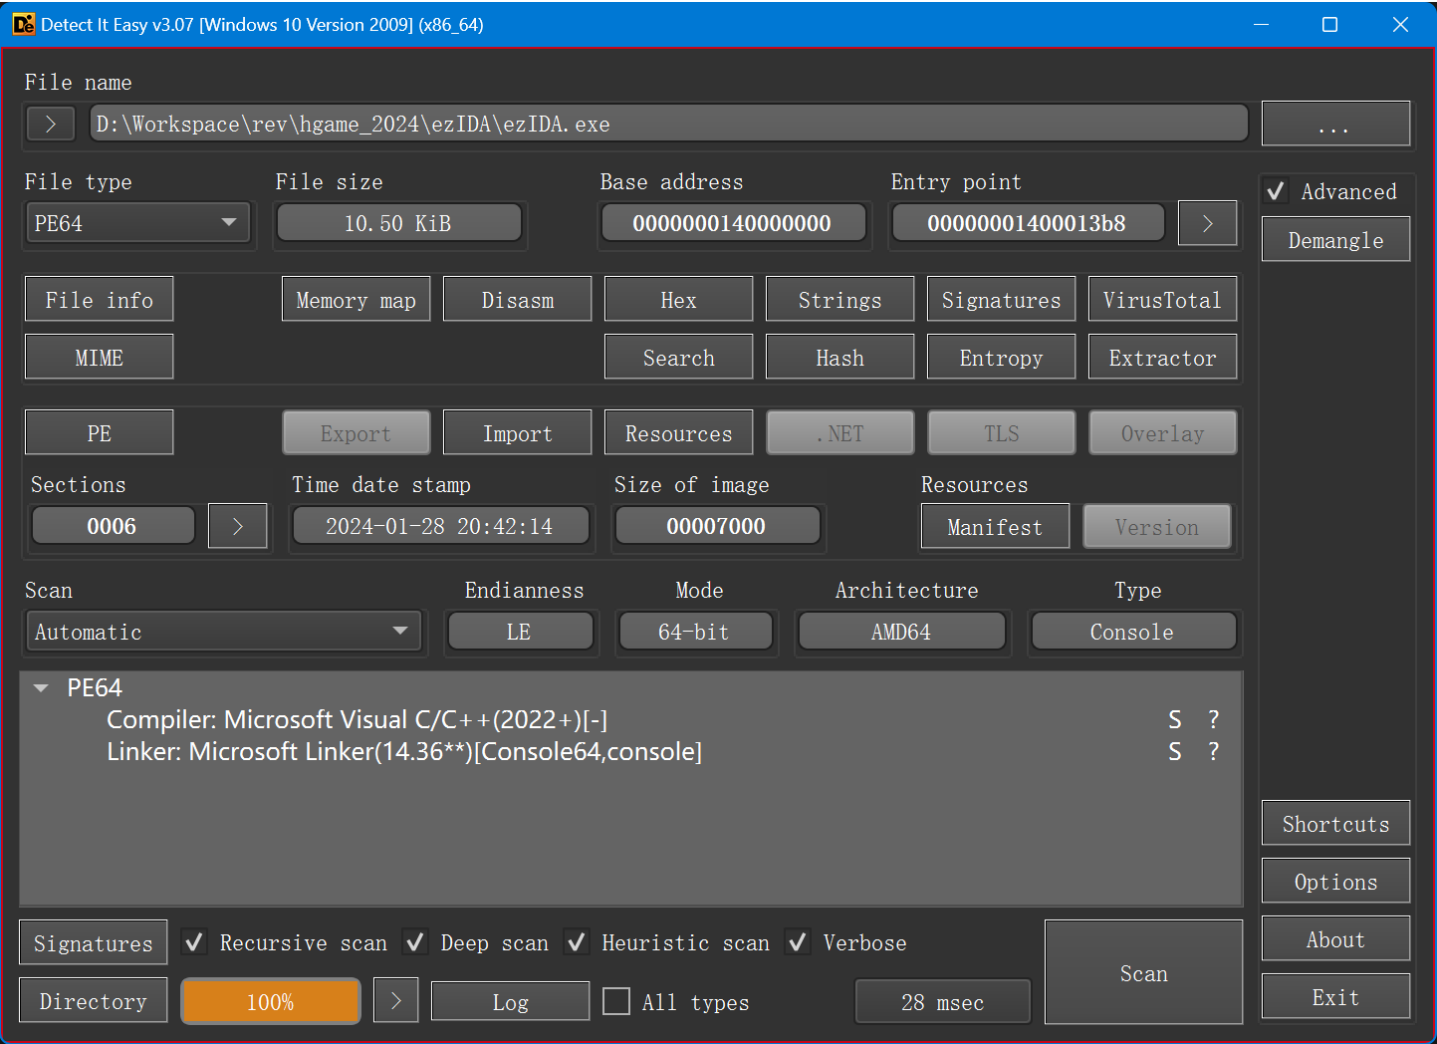 Detect It Easy v3.07 [Windows 10 Version 2009] (x86_64)
File name
> D:\Workspace\rev\hgame_2024\ezIDA\ezIDA.exe ...
File type File size Base address Entry point Advanced
PE64 10.50 KiB 0000000140000000 00000001400013b8 >
Demangle
File info Memory map Disasm Hex Strings Signatures VirusTotal
MIME Search Hash Entropy Extractor
PE Export Import Resources .NET TLS Overlay
Sections Time date stamp Size of image Resources
0006 > 2024-01-28 20:42:14 00007000 Manifest Version
Scan Endianness Mode Architecture Type
Automatic LE 64-bit AMD64 Console
PE64
Compiler: Microsoft Visual C/C++(2022+)[-] S ?
Linker: Microsoft Linker(14.36**)[Console64,console] S ?
Shortcuts
Options
Signatures Recursive scan Deep scan Heuristic scan Verbose About
Scan
Directory 100% > Log All types 28 msec Exit